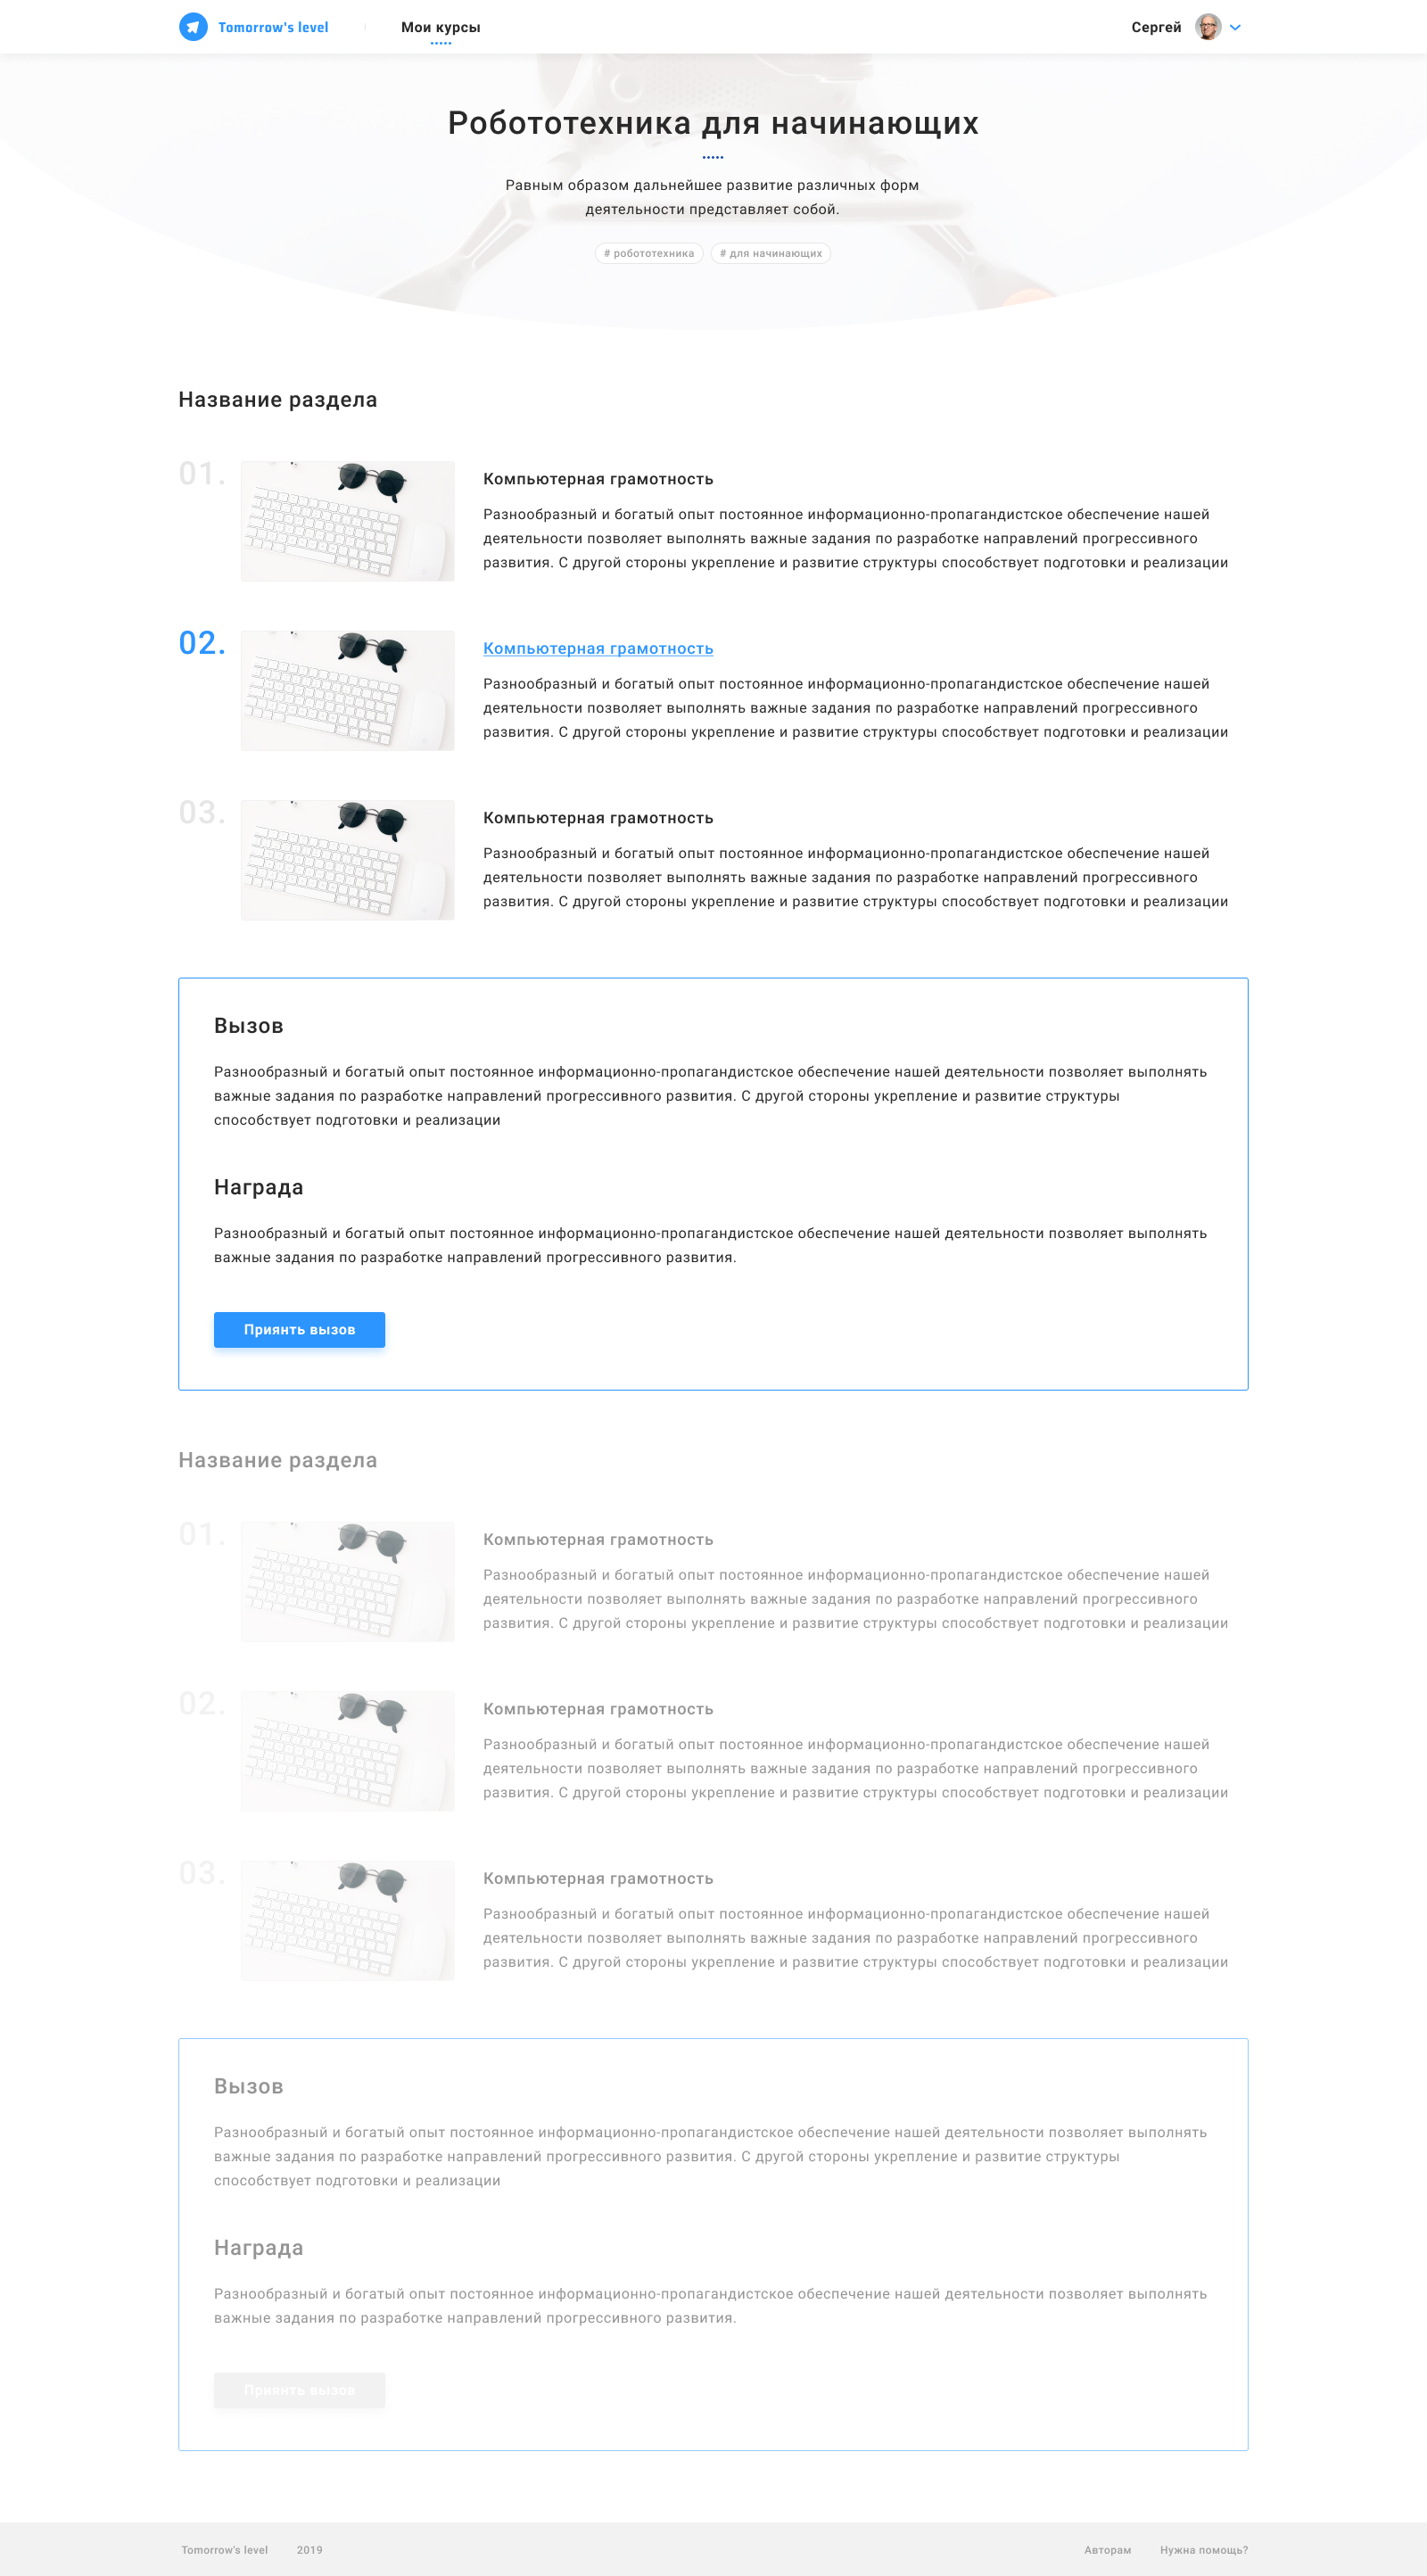 Tomorrow's level
Мои курсы
Сергей
Робототехника для начинающих
Равным образом дальнейшее развитие различных форм
деятельности представляет собой.
# робототехника
# для начинающих
Название раздела
01.
Компьютерная грамотность
Разнообразный и богатый опыт постоянное информационно-пропагандистское обеспечение нашей
деятельности позволяет выполнять важные задания по разработке направлений прогрессивного
развития. С другой стороны укрепление и развитие структуры способствует подготовки и реализации
02.
Компьютерная грамотность
Разнообразный и богатый опыт постоянное информационно-пропагандистское обеспечение нашей
деятельности позволяет выполнять важные задания по разработке направлений прогрессивного
развития. С другой стороны укрепление и развитие структуры способствует подготовки и реализации
03.
Компьютерная грамотность
Разнообразный и богатый опыт постоянное информационно-пропагандистское обеспечение нашей
деятельности позволяет выполнять важные задания по разработке направлений прогрессивного
развития. С другой стороны укрепление и развитие структуры способствует подготовки и реализации
Вызов
Разнообразный и богатый опыт постоянное информационно-пропагандистское обеспечение нашей деятельности позволяет выполнять
важные задания по разработке направлений прогрессивного развития. С другой стороны укрепление и развитие структуры
способствует подготовки и реализации
Награда
Разнообразный и богатый опыт постоянное информационно-пропагандистское обеспечение нашей деятельности позволяет выполнять
важные задания по разработке направлений прогрессивного развития.
Приянть вызов
Название раздела
01.
Компьютерная грамотность
Разнообразный и богатый опыт постоянное информационно-пропагандистское обеспечение нашей
деятельности позволяет выполнять важные задания по разработке направлений прогрессивного
развития. С другой стороны укрепление и развитие структуры способствует подготовки и реализации
02.
Компьютерная грамотность
Разнообразный и богатый опыт постоянное информационно-пропагандистское обеспечение нашей
деятельности позволяет выполнять важные задания по разработке направлений прогрессивного
развития. С другой стороны укрепление и развитие структуры способствует подготовки и реализации
03.
Компьютерная грамотность
Разнообразный и богатый опыт постоянное информационно-пропагандистское обеспечение нашей
деятельности позволяет выполнять важные задания по разработке направлений прогрессивного
развития. С другой стороны укрепление и развитие структуры способствует подготовки и реализации
Вызов
Разнообразный и богатый опыт постоянное информационно-пропагандистское обеспечение нашей деятельности позволяет выполнять
важные задания по разработке направлений прогрессивного развития. С другой стороны укрепление и развитие структуры
способствует подготовки и реализации
Награда
Разнообразный и богатый опыт постоянное информационно-пропагандистское обеспечение нашей деятельности позволяет выполнять
важные задания по разработке направлений прогрессивного развития.
Приянть вызов
Tomorrow's level
2019
Авторам
Нужна помощь?